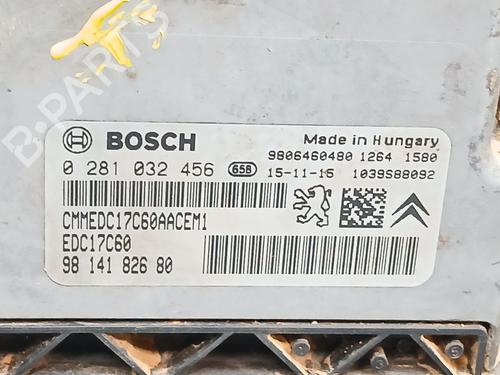 B-PARTS
BOSCH
Made in Hungary
0 281 032 456 65B
9806460480 1264 1580
15-11-15 1039S88092
CMMEDC17C60AACEM1
EDC17C60
98 141 826 80